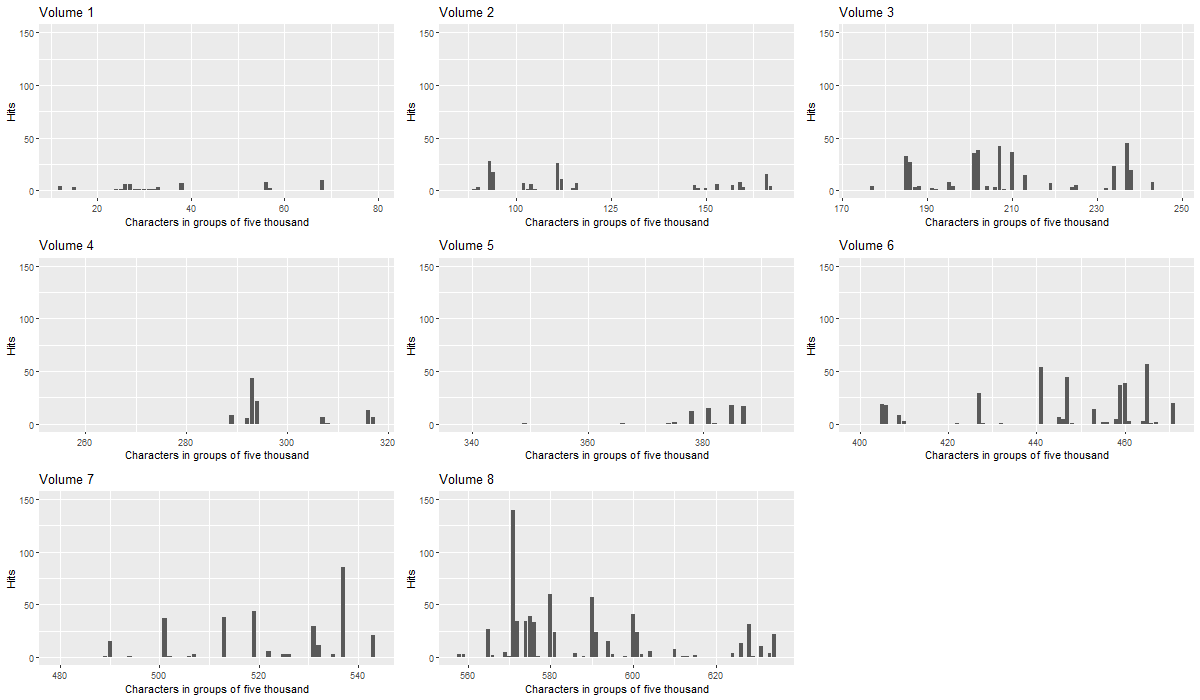 Volume 1
150
100
50
0
Hits
20 40 60 80
Characters in groups of five thousand
Volume 2
150
100
50
0
Hits
100 125 150
Characters in groups of five thousand
Volume 3
150
100
50
0
Hits
170 190 210 230 250
Characters in groups of five thousand
Volume 4
150
100
50
0
Hits
260 280 300 320
Characters in groups of five thousand
Volume 5
150
100
50
0
Hits
340 360 380
Characters in groups of five thousand
Volume 6
150
100
50
0
Hits
400 420 440 460
Characters in groups of five thousand
Volume 7
150
100
50
0
Hits
480 500 520 540
Characters in groups of five thousand
Volume 8
150
100
50
0
Hits
560 580 600 620
Characters in groups of five thousand